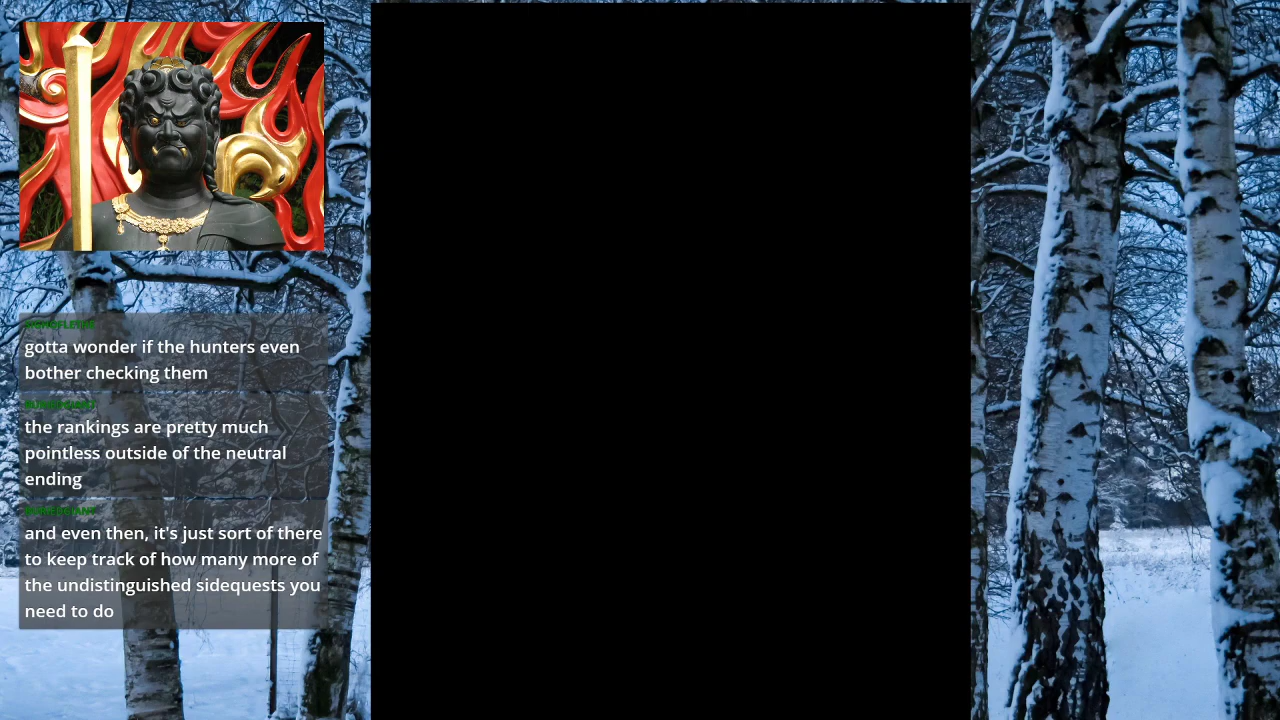 gotta wonder if the hunters even
bother checking them
the rankings are pretty much
pointless outside of the neutral
ending
and even then, it's just sort of there
to keep track of how many more of
the undistinguished sidequests you
need to do